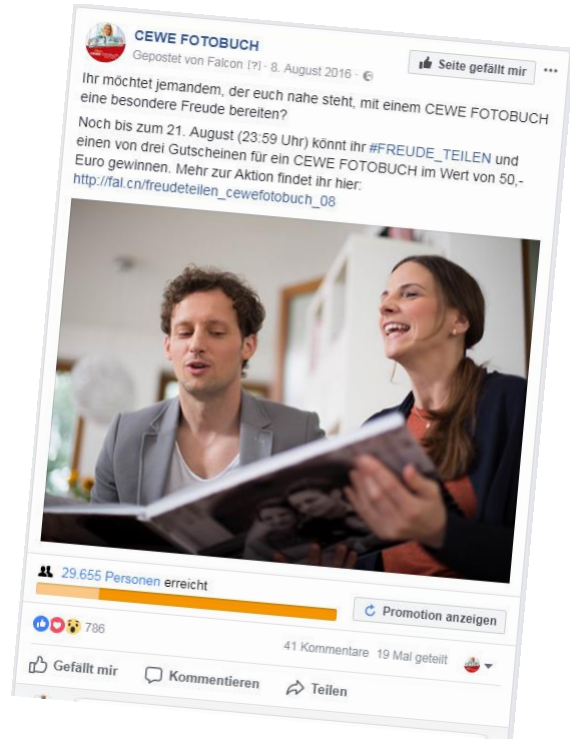 CEWE FOTOBUCH
Gepostet von Falcon [?] · 8. August 2016 ·
Seite gefällt mir
Ihr möchtet jemandem, der euch nahe steht, mit einem CEWE FOTOBUCH
eine besondere Freude bereiten?
Noch bis zum 21. August (23:59 Uhr) könnt ihr #FREUDE_TEILEN und
einen von drei Gutscheinen für ein CEWE FOTOBUCH im Wert von 50,-
Euro gewinnen. Mehr zur Aktion findet ihr hier:
http://fal.cn/freudeteilen_cewefotobuch_08
29.655 Personen erreicht
Promotion anzeigen
786
41 Kommentare 19 Mal geteilt
Gefällt mir Kommentieren Teilen